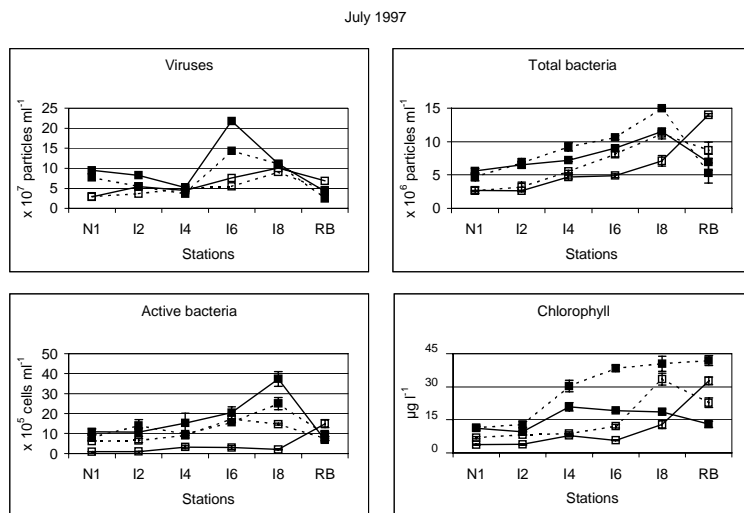 July 1997
Viruses
x 10⁷ particles ml⁻¹
25
20
15
10
5
0
N1 I2 I4 I6 I8 RB
Stations
Total bacteria
x 10⁶ particles ml⁻¹
15
10
5
0
N1 I2 I4 I6 I8 RB
Stations
Active bacteria
x 10⁵ cells ml⁻¹
50
40
30
20
10
0
N1 I2 I4 I6 I8 RB
Stations
Chlorophyll
µg l⁻¹
45
30
15
0
N1 I2 I4 I6 I8 RB
Stations